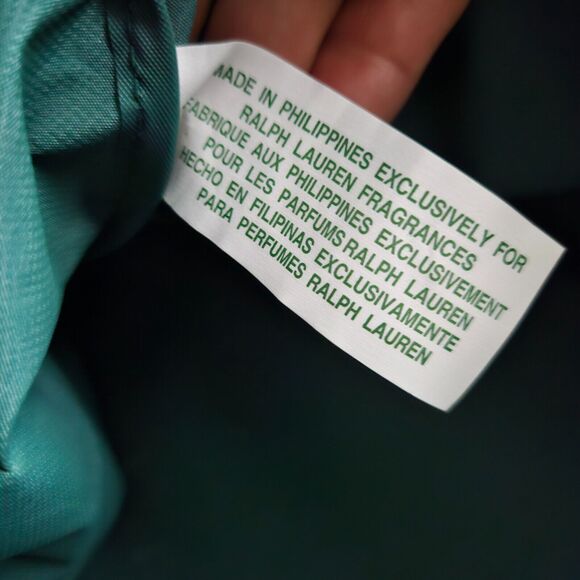 MADE IN PHILIPPINES EXCLUSIVELY FOR
RALPH LAUREN FRAGRANCES
FABRIQUE AUX PHILIPPINES EXCLUSIVEMENT
POUR LES PARFUMS RALPH LAUREN
HECHO EN FILIPINAS EXCLUSIVAMENTE
PARA PERFUMES RALPH LAUREN